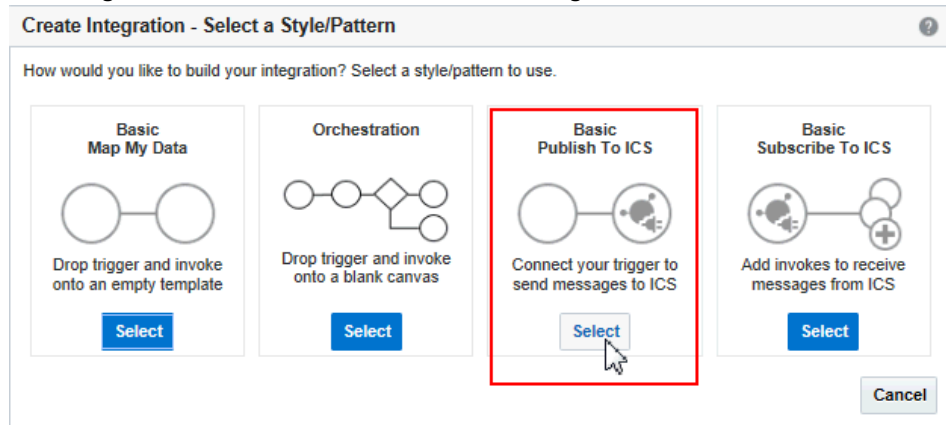 Create Integration - Select a Style/Pattern
How would you like to build your integration? Select a style/pattern to use.
Basic
Map My Data
Drop trigger and invoke
onto an empty template
Select
Orchestration
Drop trigger and invoke
onto a blank canvas
Select
Basic
Publish To ICS
Connect your trigger to
send messages to ICS
Select
Basic
Subscribe To ICS
Add invokes to receive
messages from ICS
Select
Cancel